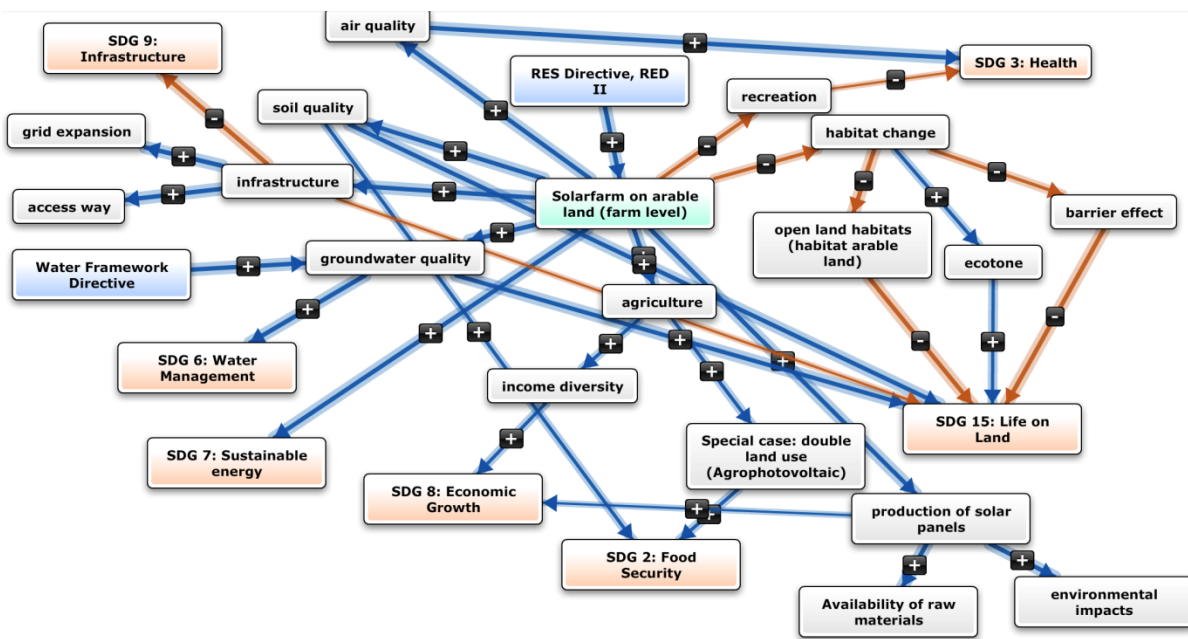 air quality
SDG 9:
Infrastructure
+
SDG 3: Health
RES Directive, RED
II
-
recreation
soil quality
+
-
habitat change
grid expansion
+
+
-
-
infrastructure
+
+
-
-
+
-
access way
+
Solarfarm on arable
land (farm level)
barrier effect
open land habitats
(habitat arable
land)
+
groundwater quality
ecotone
Water Framework
Directive
+
+
agriculture
+
-
+
+
+
+
-
+
SDG 6: Water
Management
+
income diversity
+
SDG 15: Life on
Land
SDG 7: Sustainable
energy
+
Special case: double
land use
(Agrophotovoltaic)
SDG 8: Economic
Growth
+
production of solar
panels
SDG 2: Food
Security
+
+
Availability of raw
materials
environmental
impacts